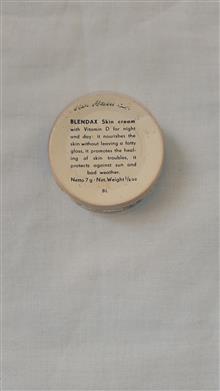 BLENDAX Skin cream
with Vitamin D for night
and day: it nourishes the
skin without leaving a fatty
gloss, it promotes the heal-
ing of skin troubles, it
protects against sun and
bad weather.
Netto 7 g - Net. Weight ¼ oz
BL